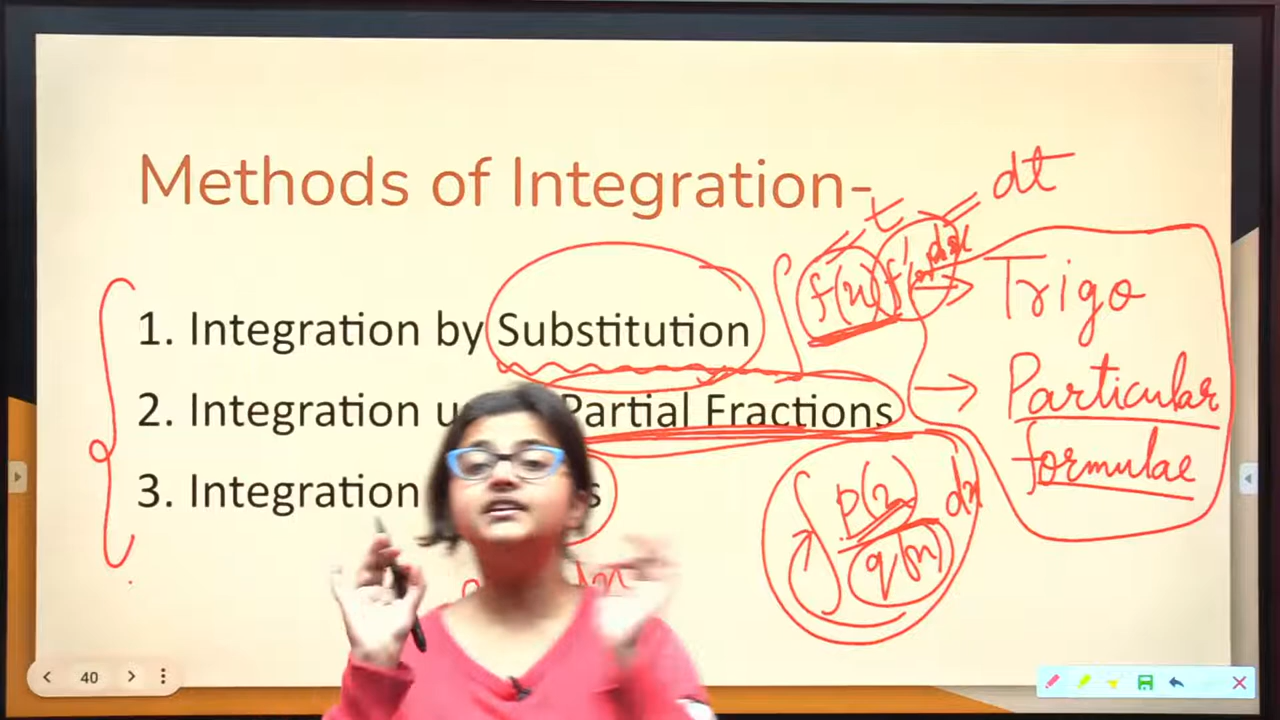 Methods of Integration-
1. Integration by Substitution
2. Integration u Partial Fractions
3. Integration s
∫ f(x) f'(x) dx
t
dt
→ Trigo
→ Particular
formulae
∫ p(x) dx
q(x)
dx
40